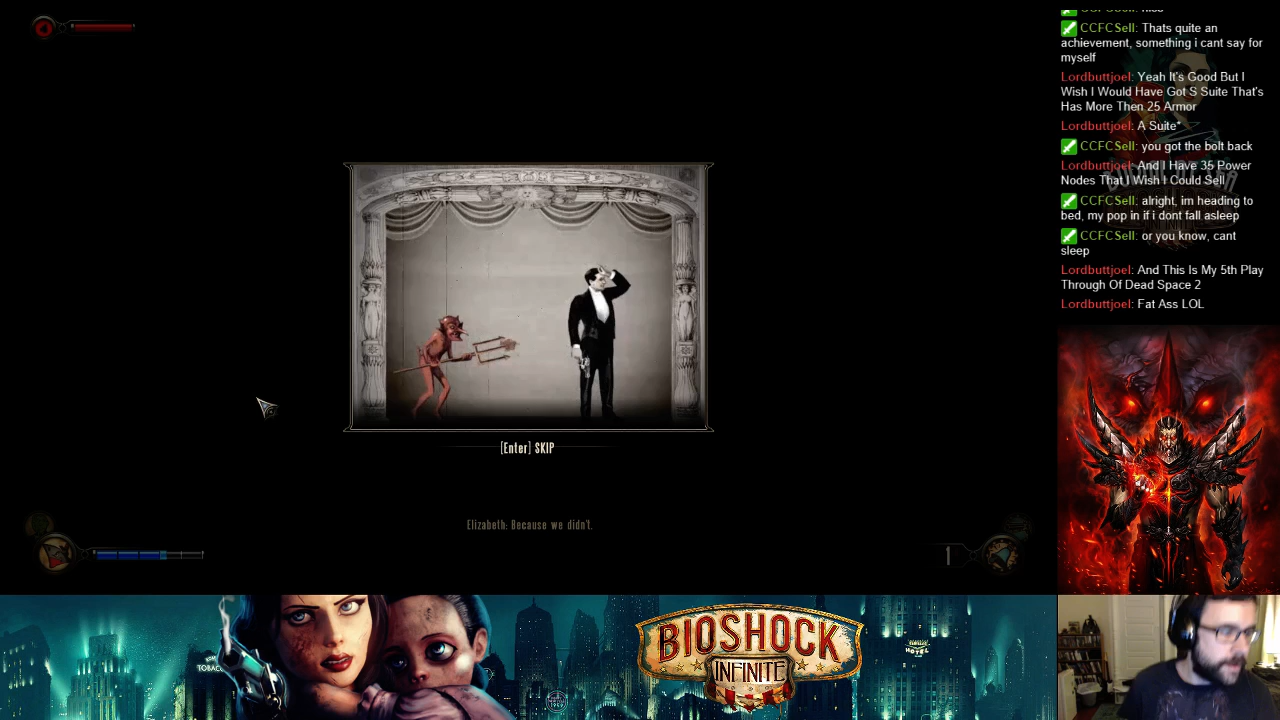 CCFCSell: Thats quite an
achievement, something i cant say for
myself
Lordbuttjoel: Yeah It's Good But I
Wish I Would Have Got S Suite That's
Has More Then 25 Armor
Lordbuttjoel: A Suite*
CCFCSell: you got the bolt back
Lordbuttjoel: And I Have 35 Power
Nodes That I Wish I Could Sell
CCFCSell: alright, im heading to
bed, my pop in if i dont fall asleep
CCFCSell: or you know, cant
sleep
Lordbuttjoel: And This Is My 5th Play
Through Of Dead Space 2
Lordbuttjoel: Fat Ass LOL
[Enter] SKIP
Elizabeth: Because we didn't.
1
TOBACC
HOTEL
BIOSHOCK
INFINITE